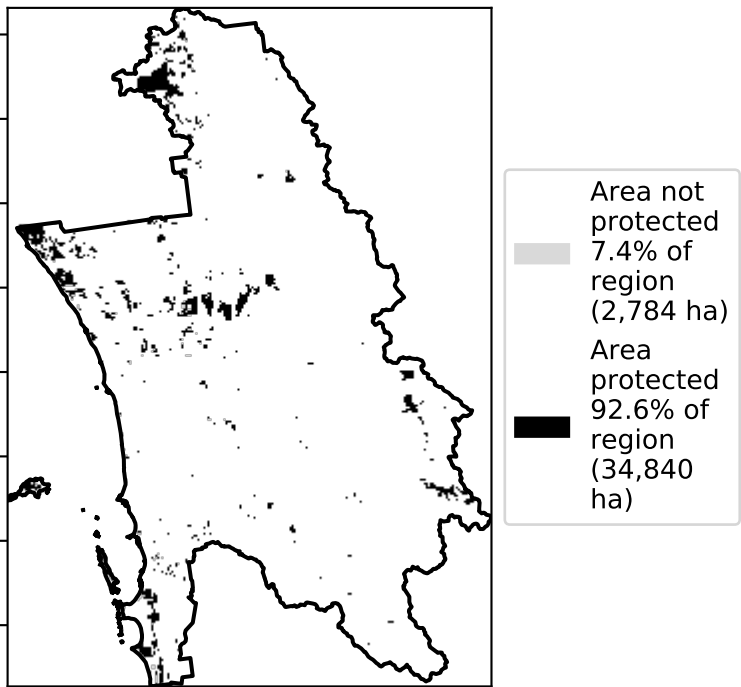 Area not
protected
7.4% of
region
(2,784 ha)
Area
protected
92.6% of
region
(34,840
ha)